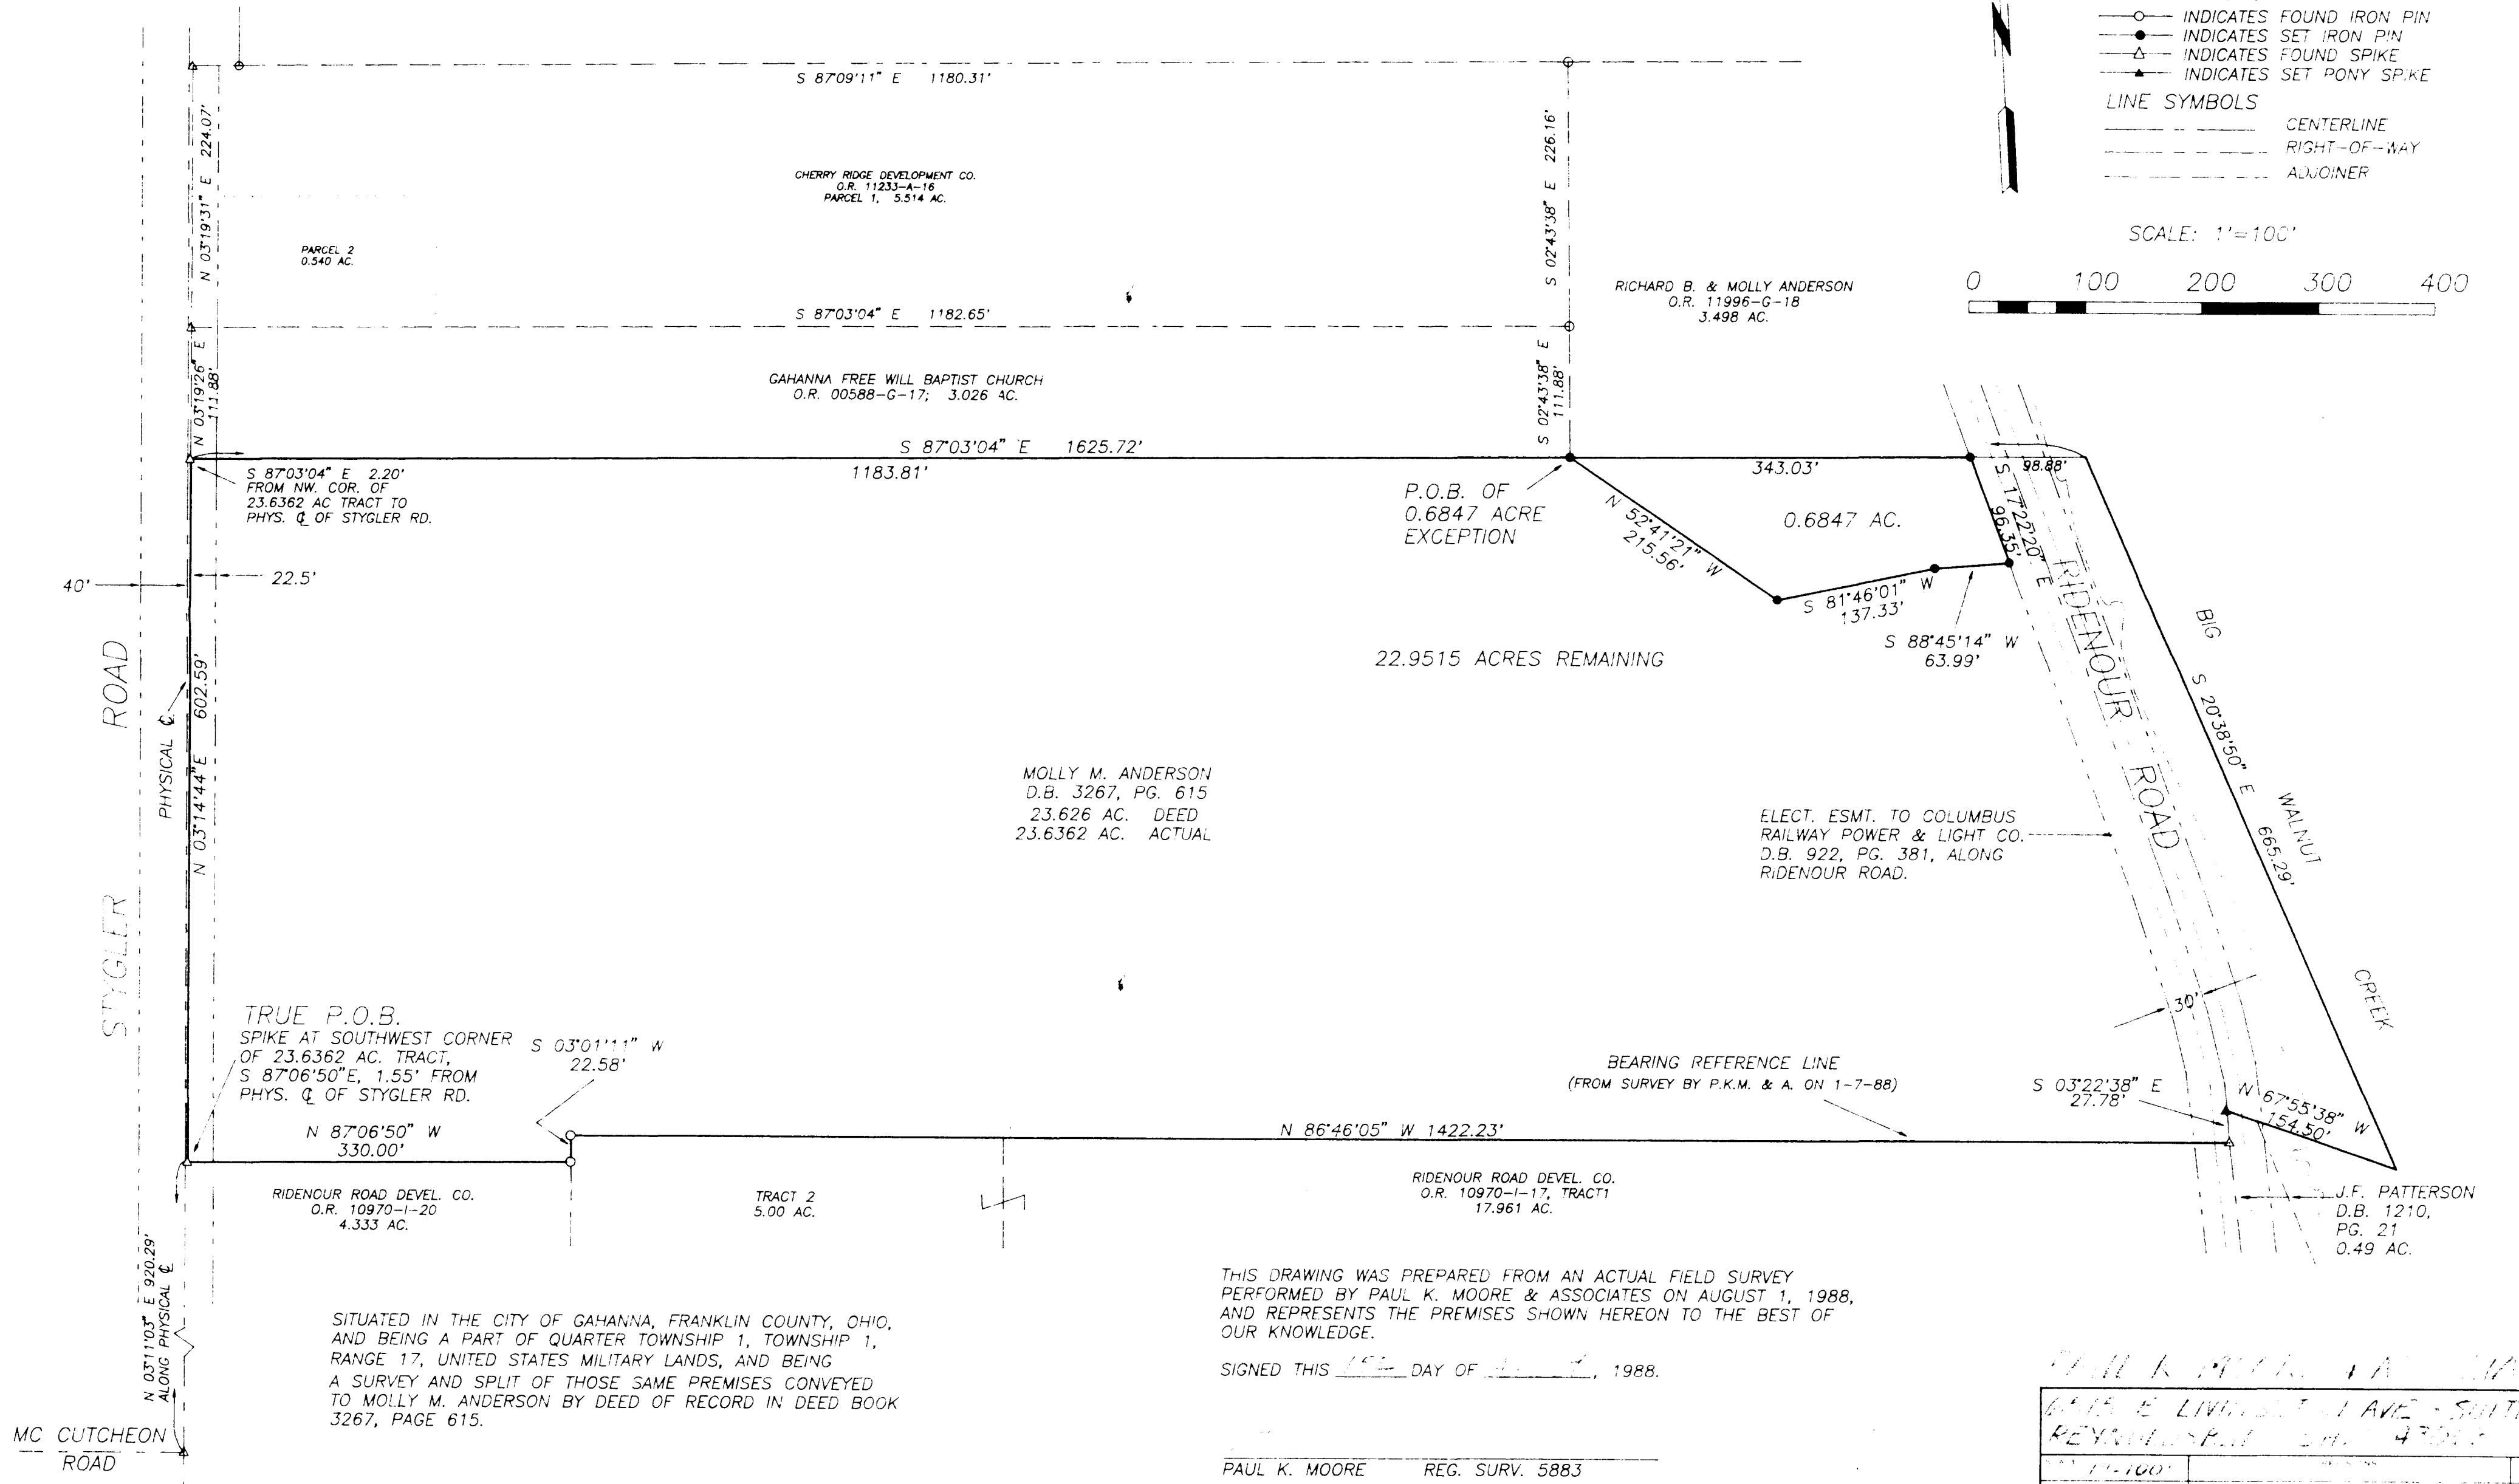 INDICATES FOUND IRON PIN
INDICATES SET IRON PIN
INDICATES FOUND SPIKE
INDICATES SET PONY SPIKE
LINE SYMBOLS
CENTERLINE
RIGHT-OF-WAY
ADJOINER
SCALE: 1'=100'
0 100 200 300 400
S 87°09'11" E 1180.31'
N 03°19'31" E 224.07'
CHERRY RIDGE DEVELOPMENT CO.
O.R. 11233-A-16
PARCEL 1, 5.514 AC.
PARCEL 2
0.540 AC.
S 02°43'38" E 226.16'
RICHARD B. & MOLLY ANDERSON
O.R. 11996-G-18
3.498 AC.
S 87°03'04" E 1182.65'
N 03°19'26" E
111.88'
GAHANNA FREE WILL BAPTIST CHURCH
O.R. 00588-G-17; 3.026 AC.
S 02°43'38" E
111.88'
S 87°03'04" E 1625.72'
1183.81'
343.03'
98.88'
S 87°03'04" E 2.20'
FROM NW. COR. OF
23.6362 AC TRACT TO
PHYS. ℄ OF STYGLER RD.
P.O.B. OF
0.6847 ACRE
EXCEPTION
N 52°41'21" W
215.56'
0.6847 AC.
S 17°22'20" E
96.35'
S 81°46'01" W
137.33'
S 88°45'14" W
63.99'
40'
22.5'
STYGLER ROAD
PHYSICAL ℄
N 03°14'44" E 602.59'
22.9515 ACRES REMAINING
RIDENOUR ROAD
BIG WALNUT CREEK
S 20°38'50" E 665.29'
MOLLY M. ANDERSON
D.B. 3267, PG. 615
23.626 AC. DEED
23.6362 AC. ACTUAL
ELECT. ESMT. TO COLUMBUS
RAILWAY POWER & LIGHT CO.
D.B. 922, PG. 381, ALONG
RIDENOUR ROAD.
30'
TRUE P.O.B.
SPIKE AT SOUTHWEST CORNER
OF 23.6362 AC. TRACT,
S 87°06'50"E, 1.55' FROM
PHYS. ℄ OF STYGLER RD.
S 03°01'11" W
22.58'
BEARING REFERENCE LINE
(FROM SURVEY BY P.K.M. & A. ON 1-7-88)
S 03°22'38" E
27.78'
N 67°55'38" W
154.50'
N 87°06'50" W
330.00'
N 86°46'05" W 1422.23'
RIDENOUR ROAD DEVEL. CO.
O.R. 10970-I-20
4.333 AC.
TRACT 2
5.00 AC.
RIDENOUR ROAD DEVEL. CO.
O.R. 10970-I-17, TRACT1
17.961 AC.
J.F. PATTERSON
D.B. 1210,
PG. 21
0.49 AC.
N 03°11'03" E 920.29'
ALONG PHYSICAL ℄
MC CUTCHEON
ROAD
SITUATED IN THE CITY OF GAHANNA, FRANKLIN COUNTY, OHIO,
AND BEING A PART OF QUARTER TOWNSHIP 1, TOWNSHIP 1,
RANGE 17, UNITED STATES MILITARY LANDS, AND BEING
A SURVEY AND SPLIT OF THOSE SAME PREMISES CONVEYED
TO MOLLY M. ANDERSON BY DEED OF RECORD IN DEED BOOK
3267, PAGE 615.
THIS DRAWING WAS PREPARED FROM AN ACTUAL FIELD SURVEY
PERFORMED BY PAUL K. MOORE & ASSOCIATES ON AUGUST 1, 1988,
AND REPRESENTS THE PREMISES SHOWN HEREON TO THE BEST OF
OUR KNOWLEDGE.
SIGNED THIS DAY OF , 1988.
PAUL K. MOORE REG. SURV. 5883
E AVE
1"=100'